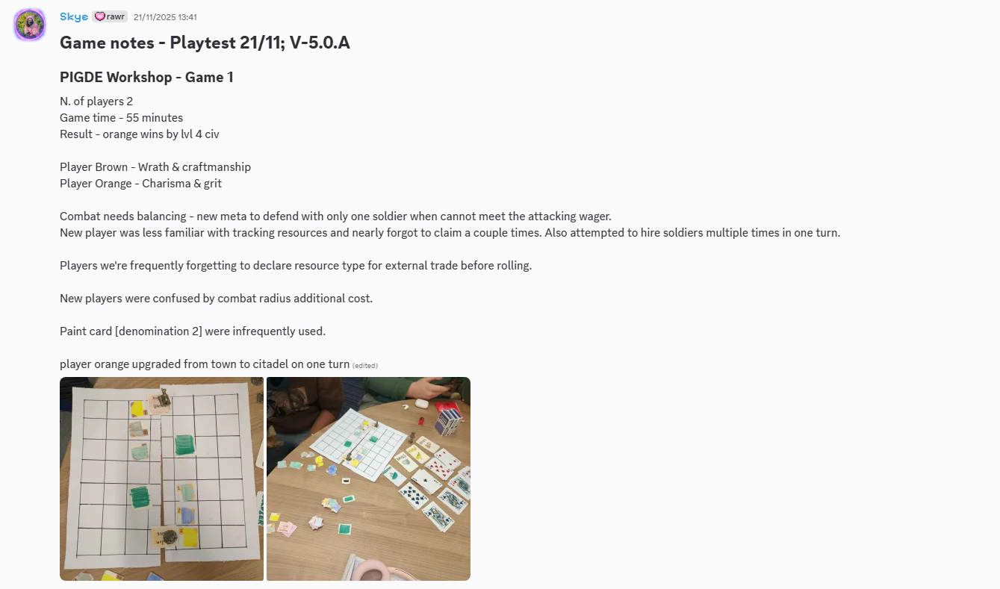 Skye rawr 21/11/2025 13:41
Game notes - Playtest 21/11; V-5.0.A
PIGDE Workshop - Game 1
N. of players 2
Game time - 55 minutes
Result - orange wins by lvl 4 civ
Player Brown - Wrath & craftmanship
Player Orange - Charisma & grit
Combat needs balancing - new meta to defend with only one soldier when cannot meet the attacking wager.
New player was less familiar with tracking resources and nearly forgot to claim a couple times. Also attempted to hire soldiers multiple times in one turn.
Players we're frequently forgetting to declare resource type for external trade before rolling.
New players were confused by combat radius additional cost.
Paint card [denomination 2] were infrequently used.
player orange upgraded from town to citadel on one turn (edited)